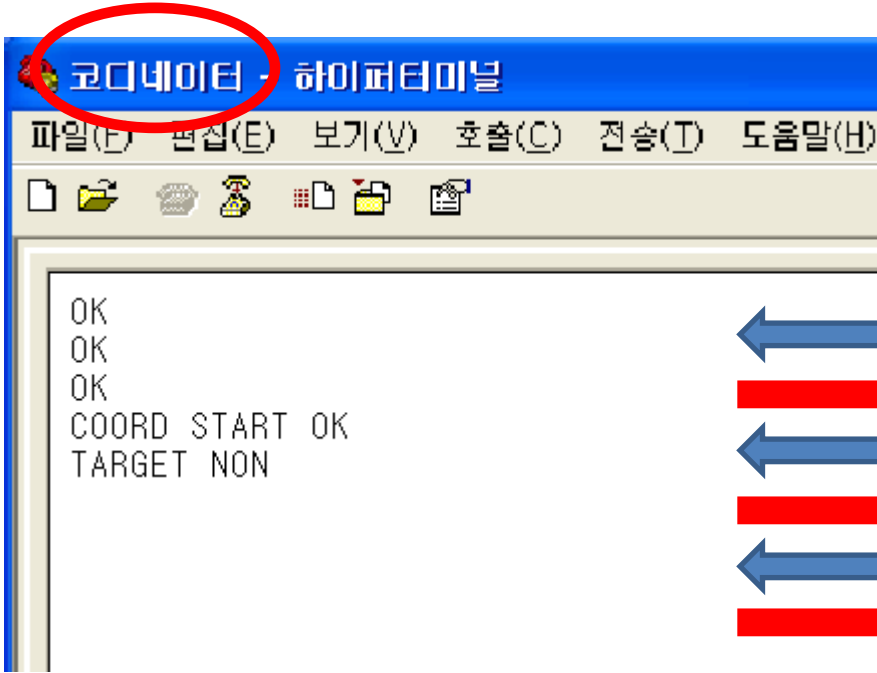 코디네이터 - 하이퍼터미널
파일(F) 편집(E) 보기(V) 호출(C) 전송(T) 도움말(H)
OK
OK
OK
COORD START OK
TARGET NON